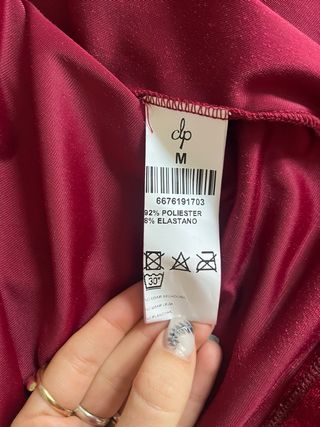 dp
M
6676191703
92% POLIESTER
8% ELASTANO
30°